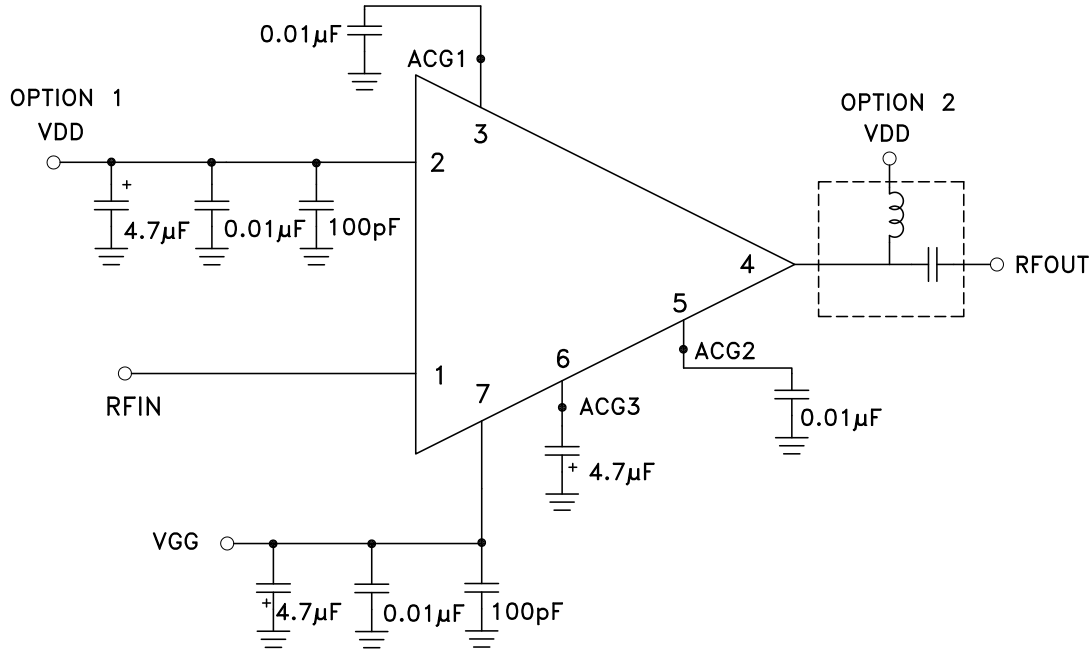 0.01µF
ACG1
OPTION 1
VDD
3
2
+
4.7µF
0.01µF
100pF
OPTION 2
VDD
4
RFOUT
5
ACG2
0.01µF
1
RFIN
6
ACG3
+
4.7µF
7
VGG
+
4.7µF
0.01µF
100pF